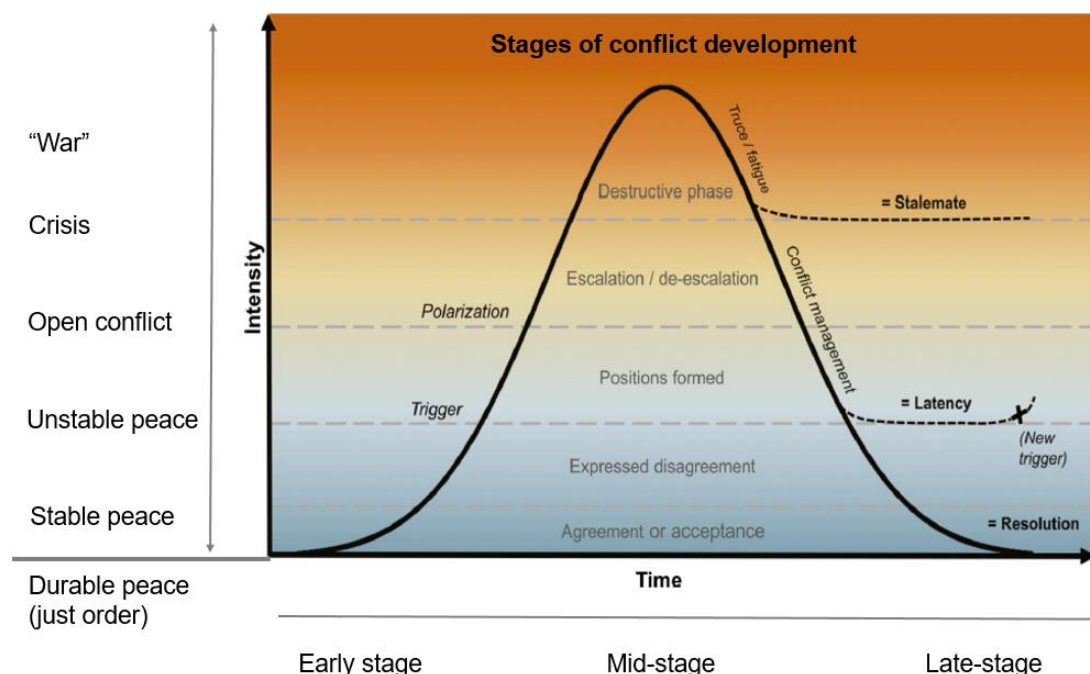 Stages of conflict development
“War”
Crisis
Open conflict
Unstable peace
Stable peace
Durable peace
(just order)
Intensity
Destructive phase
Escalation / de-escalation
Positions formed
Expressed disagreement
Agreement or acceptance
Polarization
Trigger
Truce / fatigue
Conflict management
= Stalemate
= Latency
(New
trigger)
= Resolution
Time
Early stage
Mid-stage
Late-stage